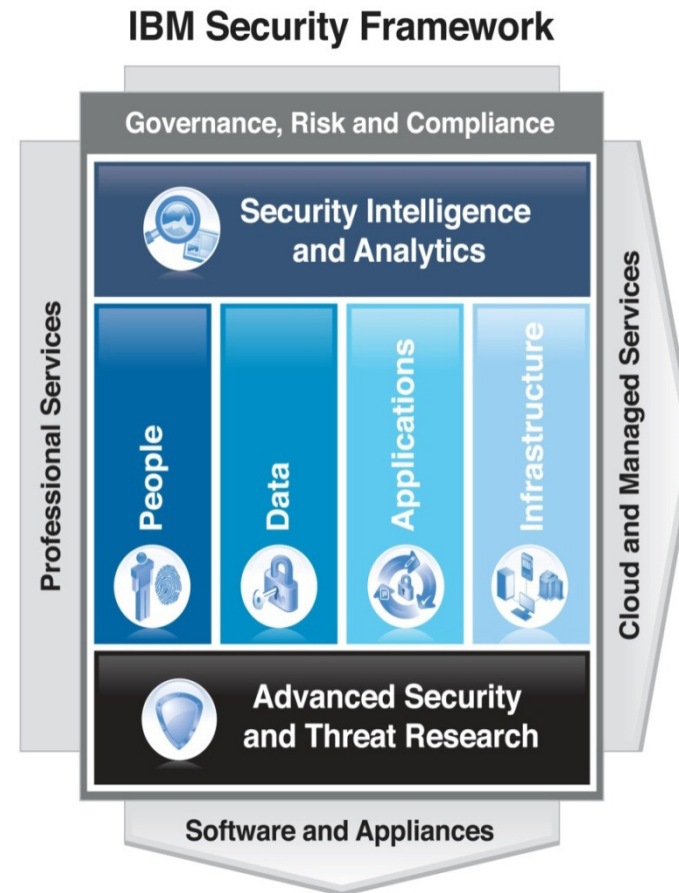 IBM Security Framework
Governance, Risk and Compliance
Security Intelligence
and Analytics
Professional Services
People
Data
Applications
Infrastructure
Cloud and Managed Services
Advanced Security
and Threat Research
Software and Appliances